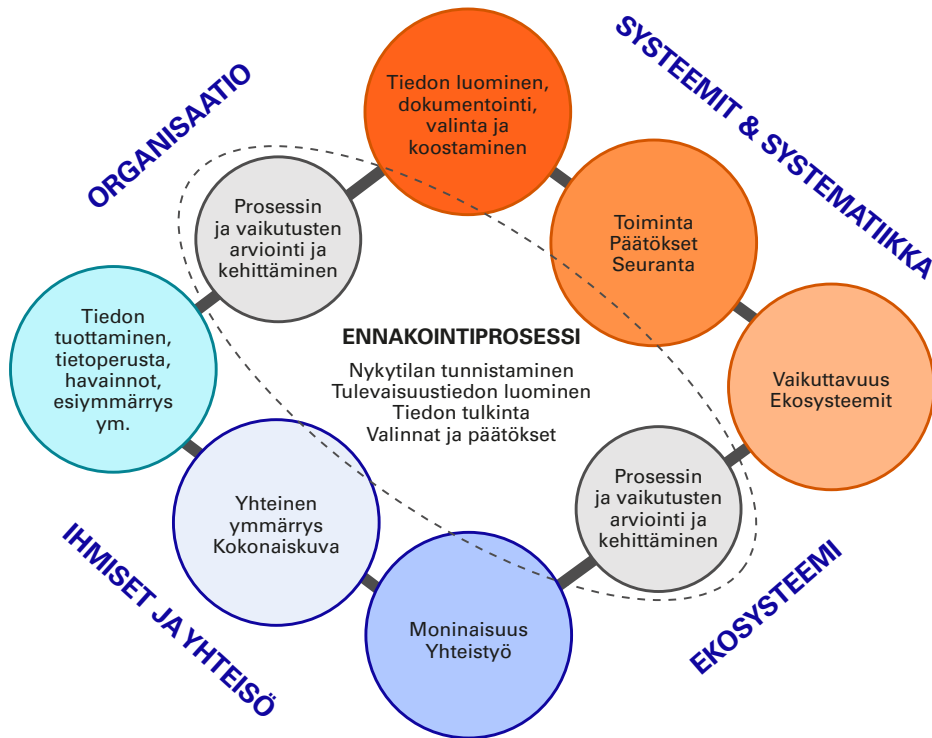 ORGANISAATIO
SYSTEEMIT & SYSTEMATIIKKA
Tiedon luominen,
dokumentointi,
valinta ja
koostaminen
Prosessin
ja vaikutusten
arviointi ja
kehittäminen
Toiminta
Päätökset
Seuranta
Tiedon
tuottaminen,
tietoperusta,
havainnot,
esiymmärrys
ym.
ENNAKOINTIPROSESSI
Nykytilan tunnistaminen
Tulevaisuustiedon luominen
Tiedon tulkinta
Valinnat ja päätökset
Vaikuttavuus
Ekosysteemit
Yhteinen
ymmärrys
Kokonaiskuva
Prosessin
ja vaikutusten
arviointi ja
kehittäminen
Moninaisuus
Yhteistyö
IHMISET JA YHTEISÖ
EKOSYSTEEMI